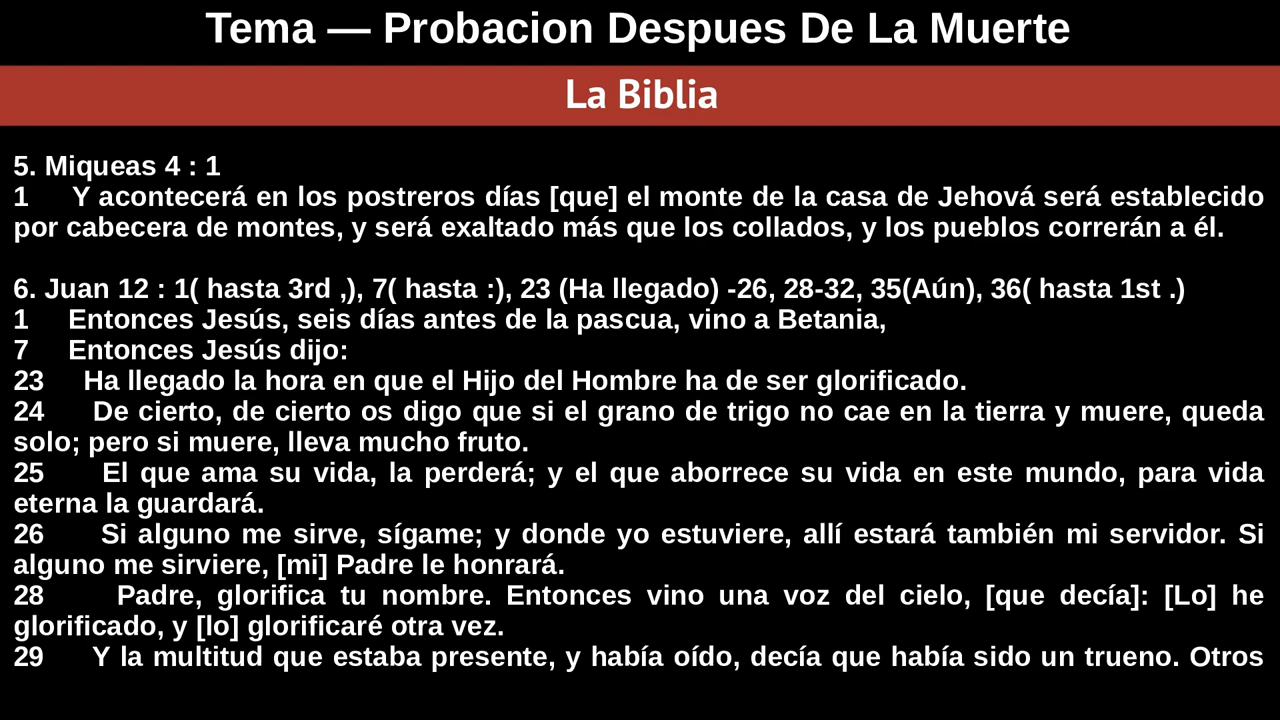 Tema — Probacion Despues De La Muerte
La Biblia
5. Miqueas 4 : 1
1 Y acontecerá en los postreros días [que] el monte de la casa de Jehová será establecido
por cabecera de montes, y será exaltado más que los collados, y los pueblos correrán a él.
6. Juan 12 : 1( hasta 3rd ,), 7( hasta :), 23 (Ha llegado) -26, 28-32, 35(Aún), 36( hasta 1st .)
1 Entonces Jesús, seis días antes de la pascua, vino a Betania,
7 Entonces Jesús dijo:
23 Ha llegado la hora en que el Hijo del Hombre ha de ser glorificado.
24 De cierto, de cierto os digo que si el grano de trigo no cae en la tierra y muere, queda
solo; pero si muere, lleva mucho fruto.
25 El que ama su vida, la perderá; y el que aborrece su vida en este mundo, para vida
eterna la guardará.
26 Si alguno me sirve, sígame; y donde yo estuviere, allí estará también mi servidor. Si
alguno me sirviere, [mi] Padre le honrará.
28 Padre, glorifica tu nombre. Entonces vino una voz del cielo, [que decía]: [Lo] he
glorificado, y [lo] glorificaré otra vez.
29 Y la multitud que estaba presente, y había oído, decía que había sido un trueno. Otros